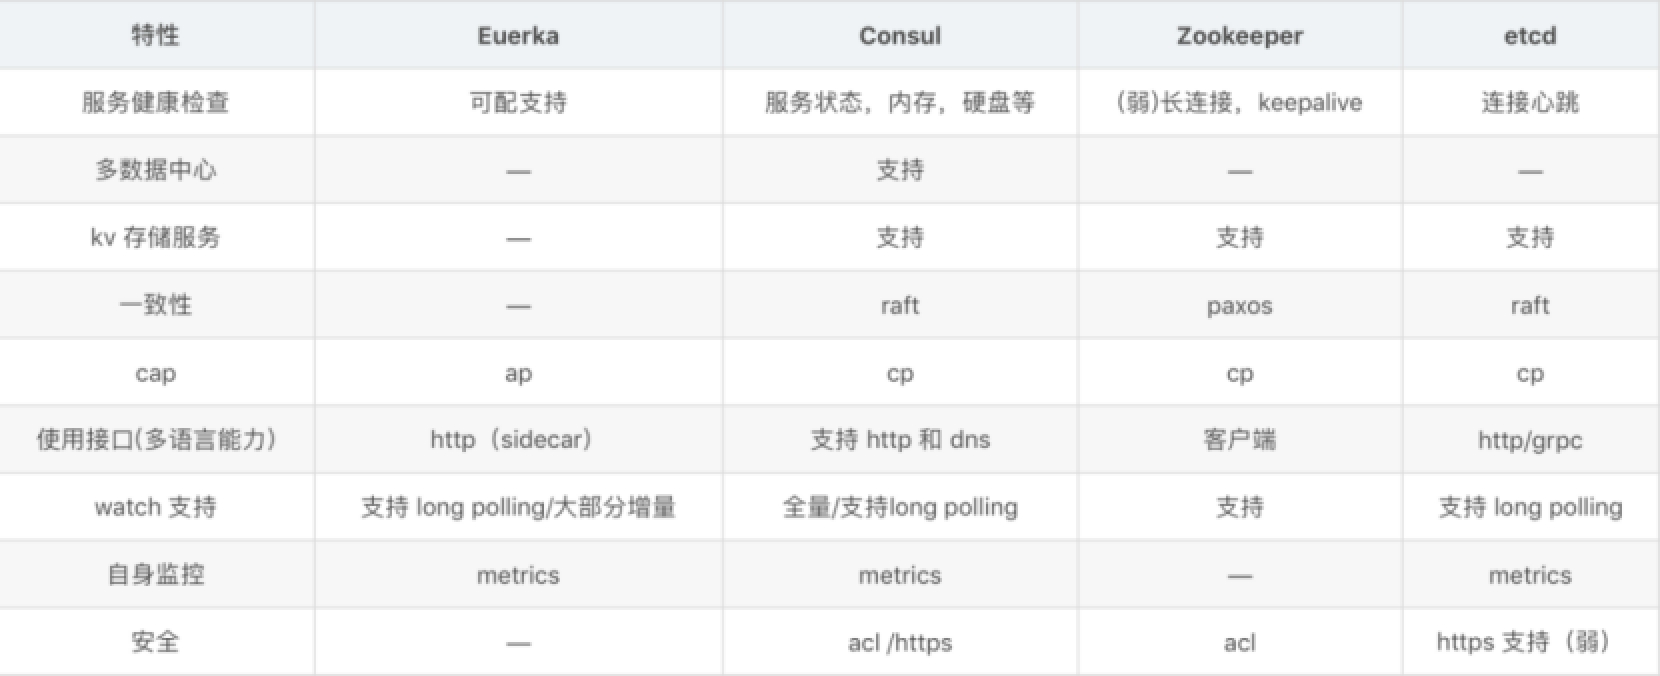 特性 Euerka Consul Zookeeper etcd
服务健康检查 可配支持 服务状态，内存，硬盘等 (弱)长连接，keepalive 连接心跳
多数据中心 — 支持 — —
kv 存储服务 — 支持 支持 支持
一致性 — raft paxos raft
cap ap cp cp cp
使用接口(多语言能力) http（sidecar） 支持 http 和 dns 客户端 http/grpc
watch 支持 支持 long polling/大部分增量 全量/支持long polling 支持 支持 long polling
自身监控 metrics metrics — metrics
安全 — acl /https acl https 支持（弱）